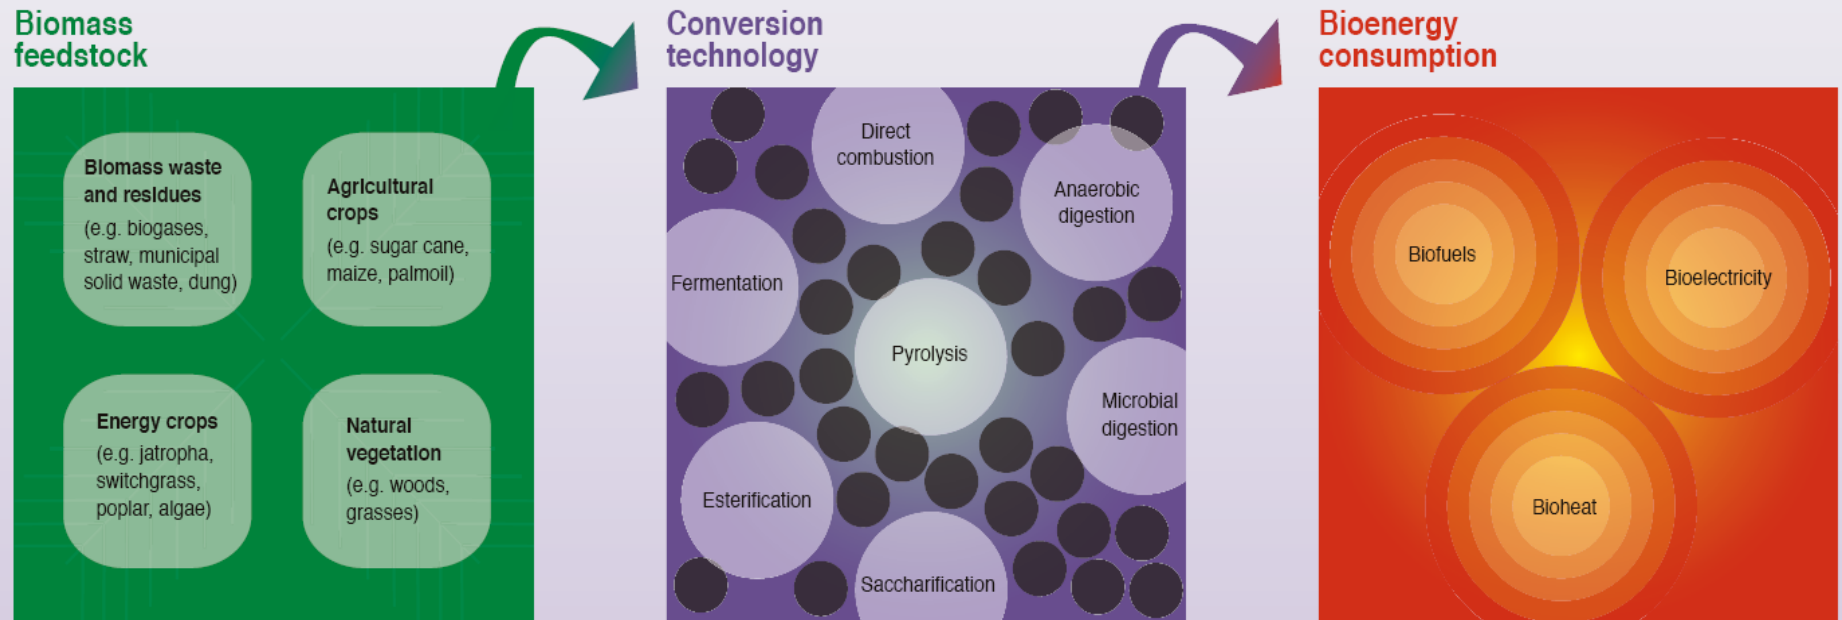 Biomass
feedstock
Biomass waste
and residues
(e.g. biogases,
straw, municipal
solid waste, dung)
Agricultural
crops
(e.g. sugar cane,
maize, palmoil)
Energy crops
(e.g. jatropha,
switchgrass,
poplar, algae)
Natural
vegetation
(e.g. woods,
grasses)
Conversion
technology
Direct
combustion
Anaerobic
digestion
Fermentation
Pyrolysis
Microbial
digestion
Esterification
Saccharification
Bioenergy
consumption
Biofuels
Bioelectricity
Bioheat